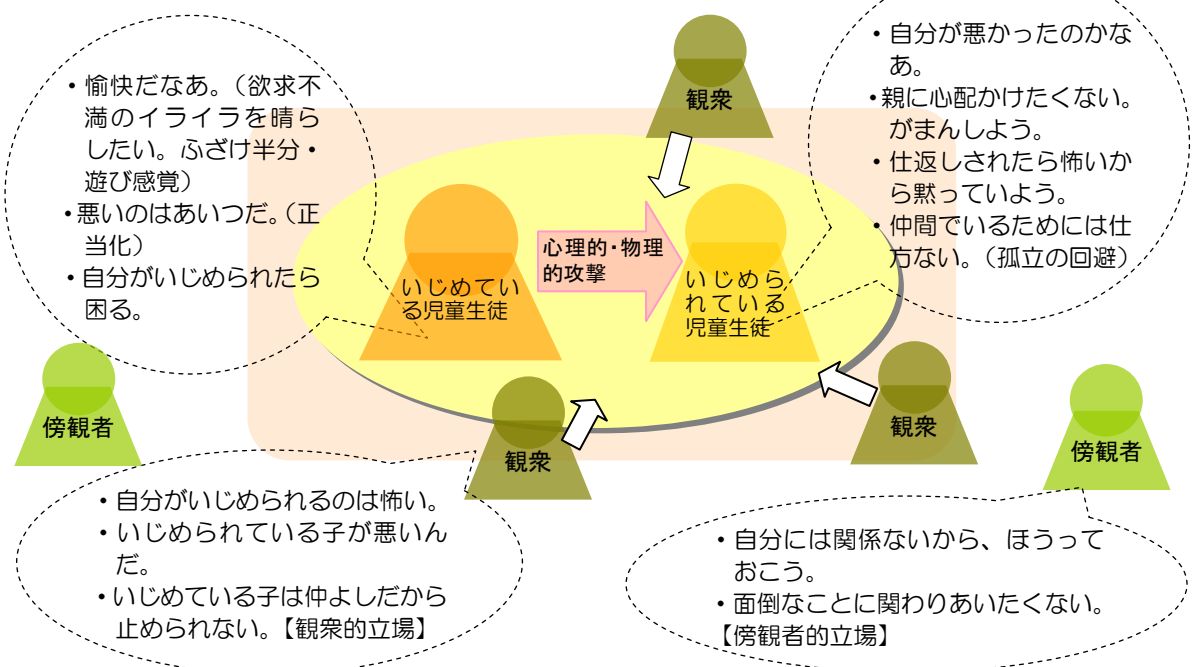 ・愉快だなあ。（欲求不
満のイライラを晴ら
したい。ふざけ半分・
遊び感覚）
・悪いのはあいつだ。（正
当化）
・自分がいじめられたら
困る。
観衆
・自分が悪かったのかな
あ。
・親に心配かけたくない。
がまんしよう。
・仕返しされたら怖いか
ら黙っていよう。
・仲間でいるためには仕
方ない。（孤立の回避）
いじめてい
る児童生徒
心理的・物理
的攻撃
いじめら
れている
児童生徒
傍観者
観衆
観衆
傍観者
・自分がいじめられるのは怖い。
・いじめられている子が悪いん
だ。
・いじめている子は仲よしだから
止められない。【観衆的立場】
・自分には関係ないから、ほうって
おこう。
・面倒なことに関わりあいたくない。
【傍観者的立場】